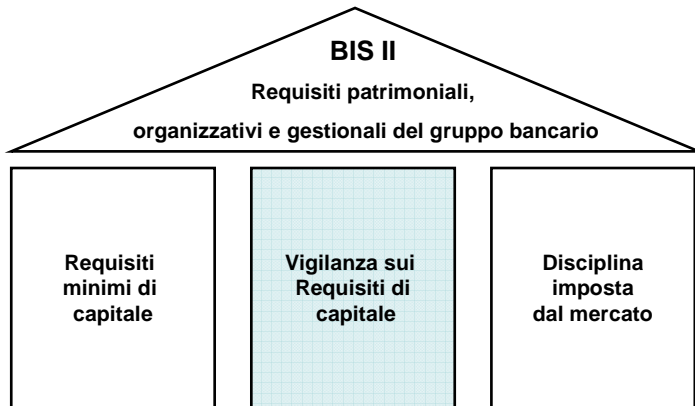 BIS II
Requisiti patrimoniali,
organizzativi e gestionali del gruppo bancario
Requisiti
minimi di
capitale
Vigilanza sui
Requisiti di
capitale
Disciplina
imposta
dal mercato